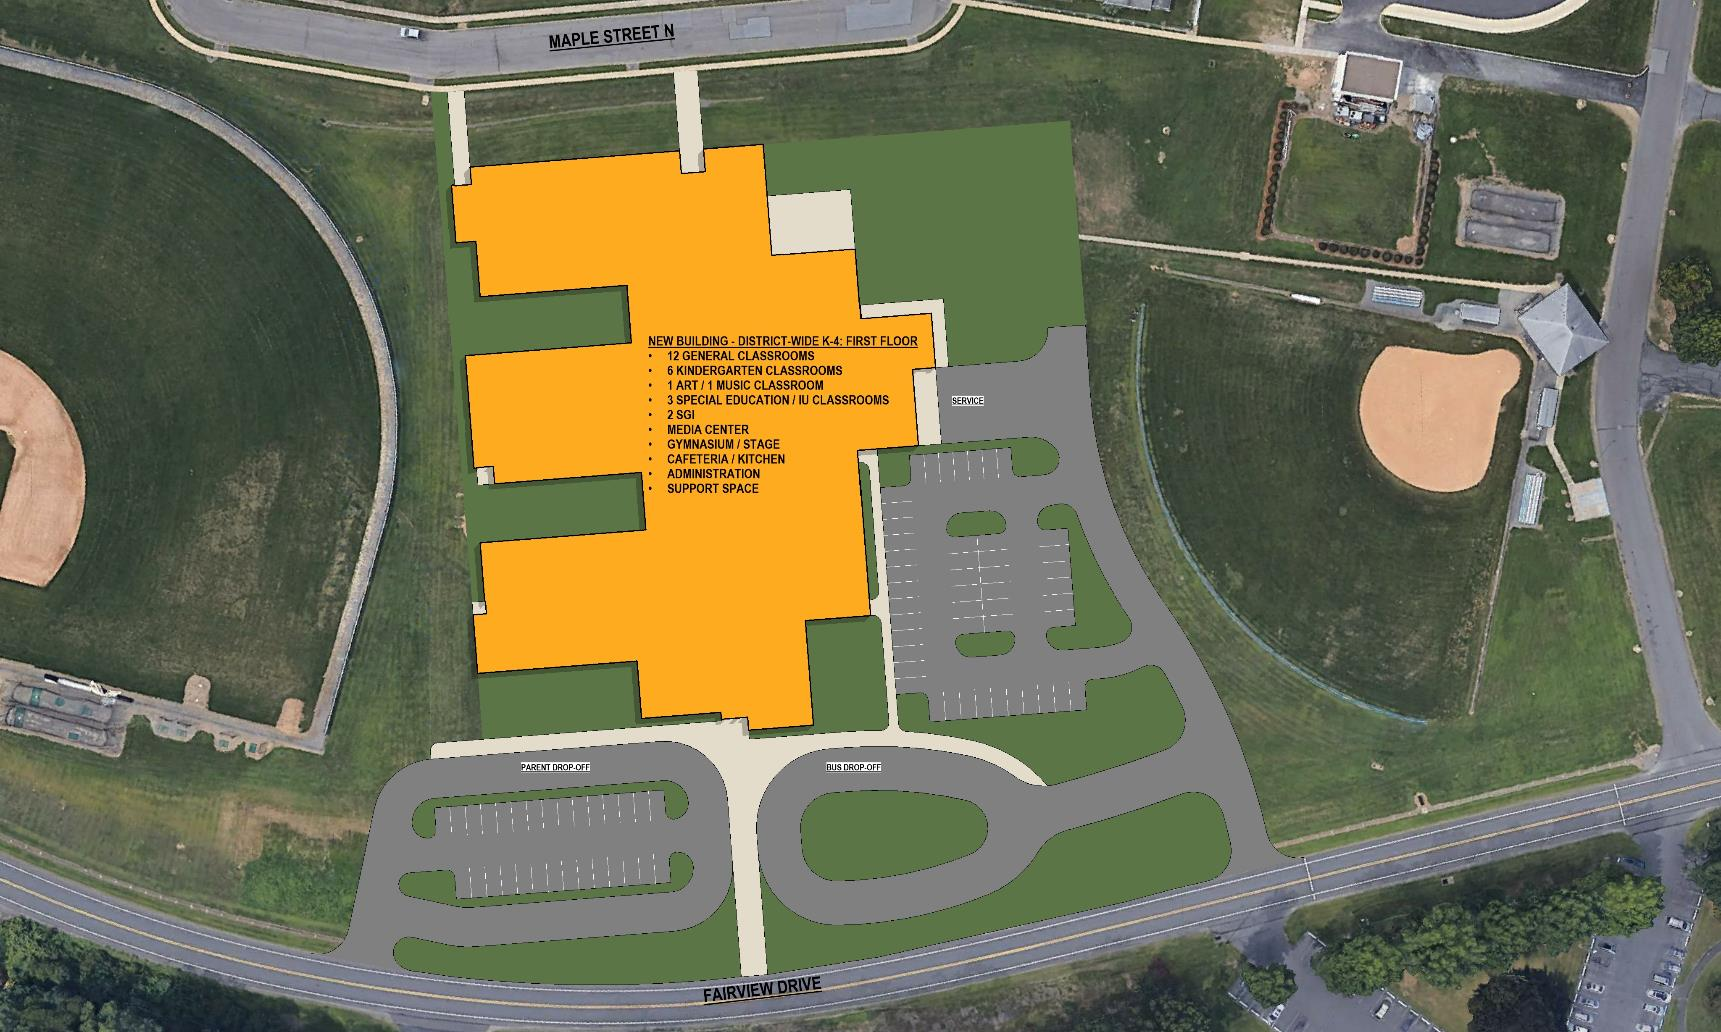 MAPLE STREET N
NEW BUILDING - DISTRICT-WIDE K-4: FIRST FLOOR
• 12 GENERAL CLASSROOMS
• 6 KINDERGARTEN CLASSROOMS
• 1 ART / 1 MUSIC CLASSROOM
• 3 SPECIAL EDUCATION / IU CLASSROOMS
• 2 SGI
• MEDIA CENTER
• GYMNASIUM / STAGE
• CAFETERIA / KITCHEN
• ADMINISTRATION
• SUPPORT SPACE
SERVICE
PARENT DROP-OFF
BUS DROP-OFF
FAIRVIEW DRIVE